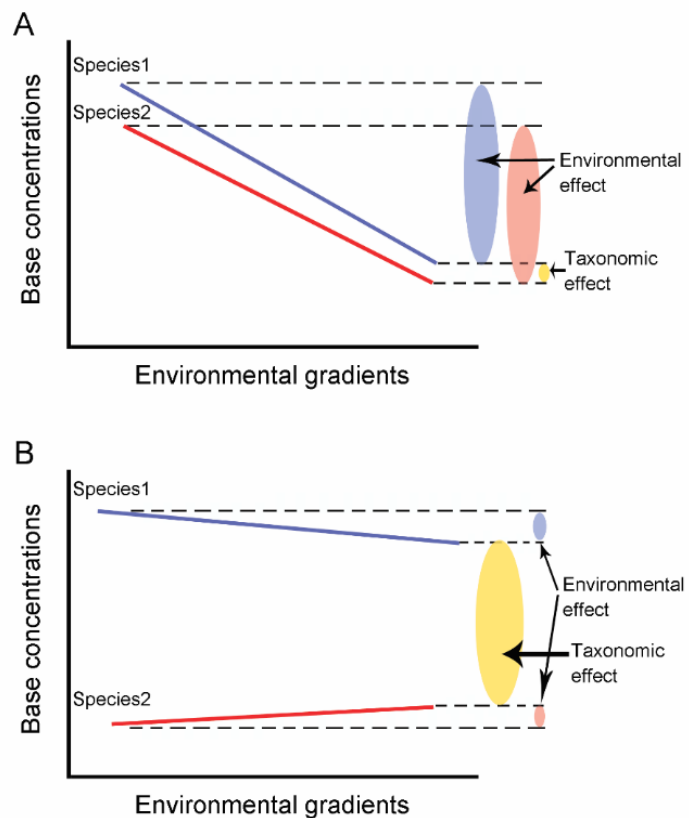 A
Species1
Species2
Base concentrations
Environmental
effect
Taxonomic
effect
Environmental gradients
B
Species1
Species2
Base concentrations
Environmental
effect
Taxonomic
effect
Environmental gradients